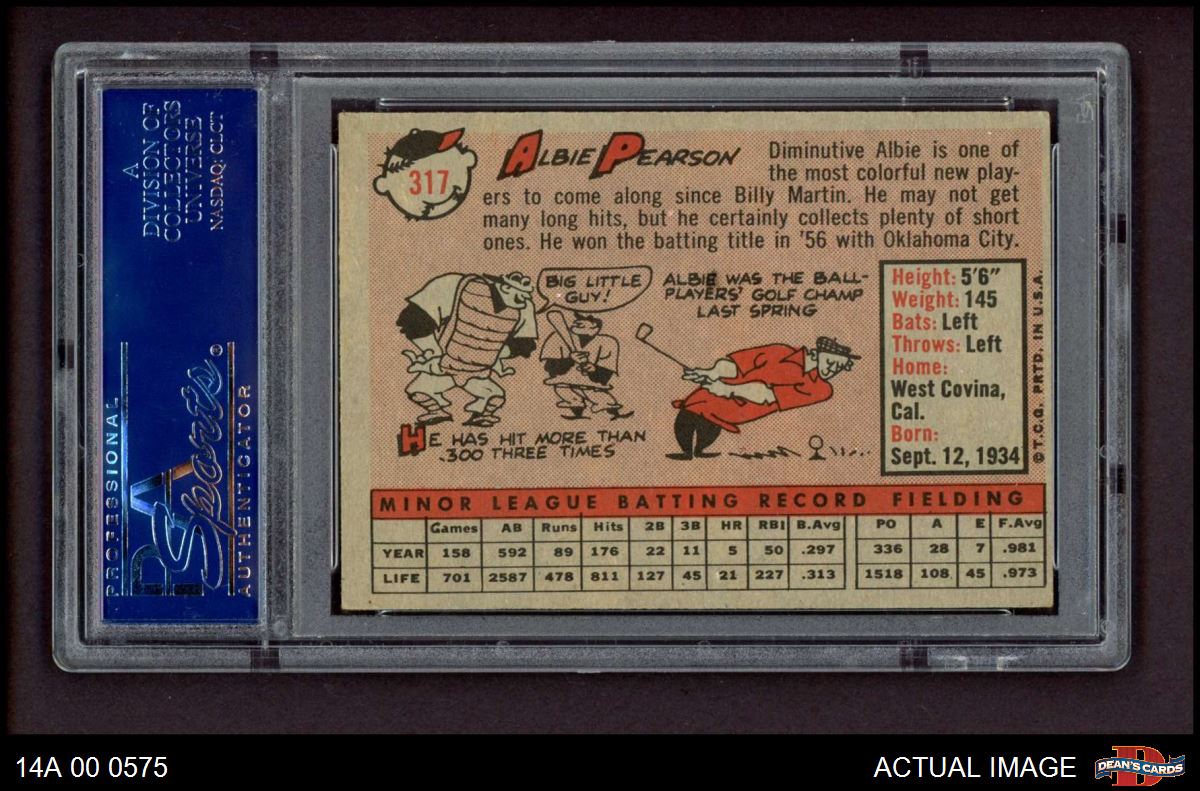 A
DIVISION OF
COLLECTORS
UNIVERSE
NASDAQ: CLCT
PROFESSIONAL
PSA
Sports®
AUTHENTICATOR
317
ALBIE PEARSON
Diminutive Albie is one of
the most colorful new play-
ers to come along since Billy Martin. He may not get
many long hits, but he certainly collects plenty of short
ones. He won the batting title in '56 with Oklahoma City.
BIG LITTLE
GUY!
HE HAS HIT MORE THAN
.300 THREE TIMES
ALBIE WAS THE BALL-
PLAYERS' GOLF CHAMP
LAST SPRING
Height: 5'6"
Weight: 145
Bats: Left
Throws: Left
Home:
West Covina,
Cal.
Born:
Sept. 12, 1934
©T.C.G. PRTD. IN U.S.A.
MINOR LEAGUE BATTING RECORD FIELDING
Games AB Runs Hits 2B 3B HR RBI B.Avg PO A E F.Avg
YEAR 158 592 89 176 22 11 5 50 .297 336 28 7 .981
LIFE 701 2587 478 811 127 45 21 227 .313 1518 108 45 .973
14A 00 0575
ACTUAL IMAGE
D
DEAN'S CARDS